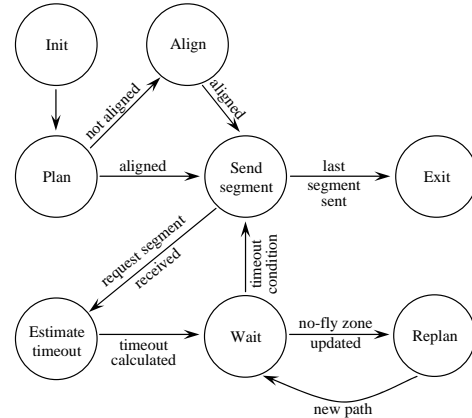 Init
Align
not aligned
aligned
Plan
aligned
Send
segment
last
segment
sent
Exit
request segment
received
timeout
condition
Estimate
timeout
timeout
calculated
Wait
no-fly zone
updated
Replan
new path